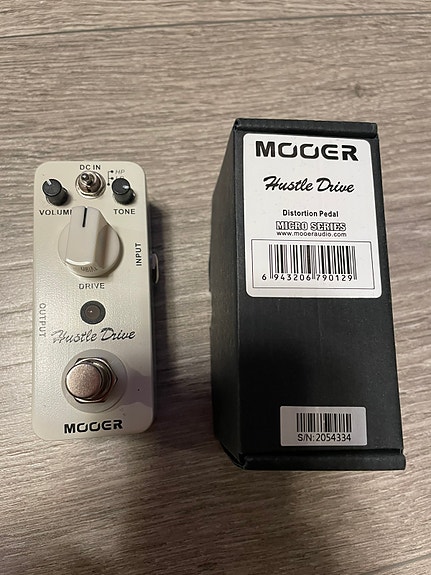 DC IN
HP
VOLUME
TONE
INPUT
DRIVE
OUTPUT
Hustle Drive
MOOER
MOOER
Hustle Drive
Distortion Pedal
MICRO SERIES
www.mooeraudio.com
6 943206 790129
S/N: 2054334